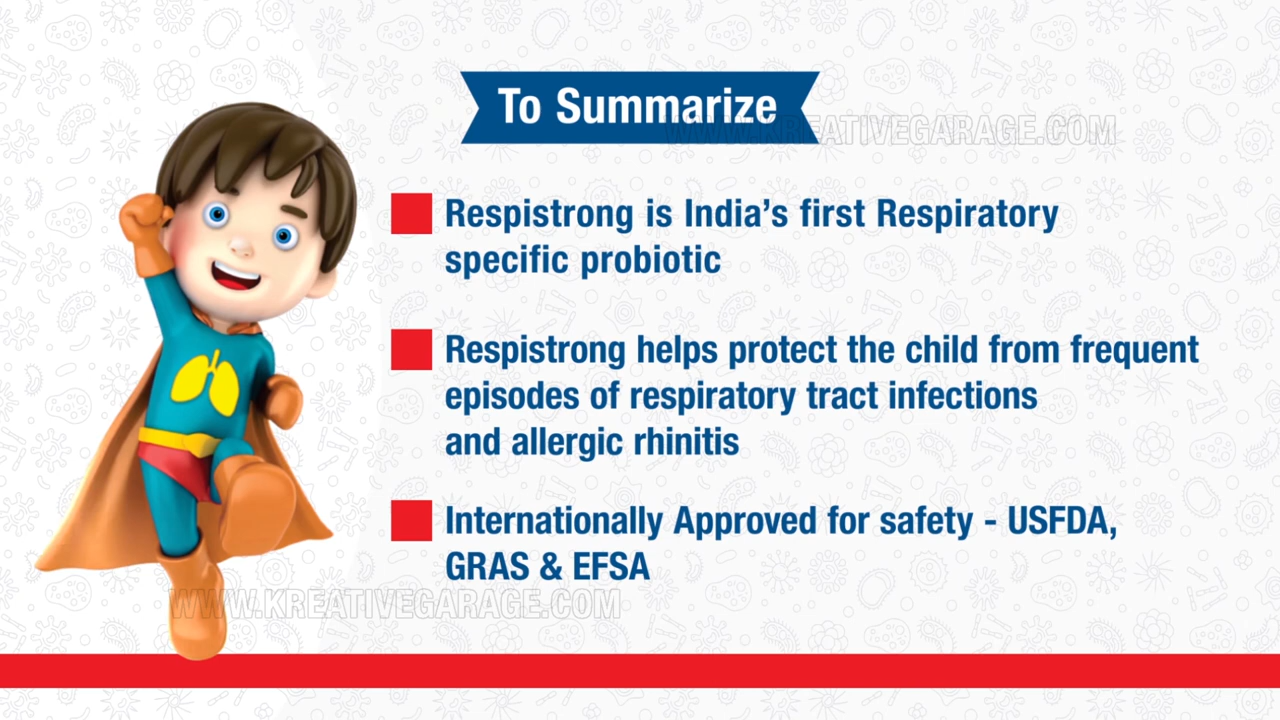 To Summarize
WWW.KREATIVEGARAGE.COM
Respistrong is India's first Respiratory
specific probiotic
Respistrong helps protect the child from frequent
episodes of respiratory tract infections
and allergic rhinitis
Internationally Approved for safety - USFDA,
GRAS & EFSA
WWW.KREATIVEGARAGE.COM